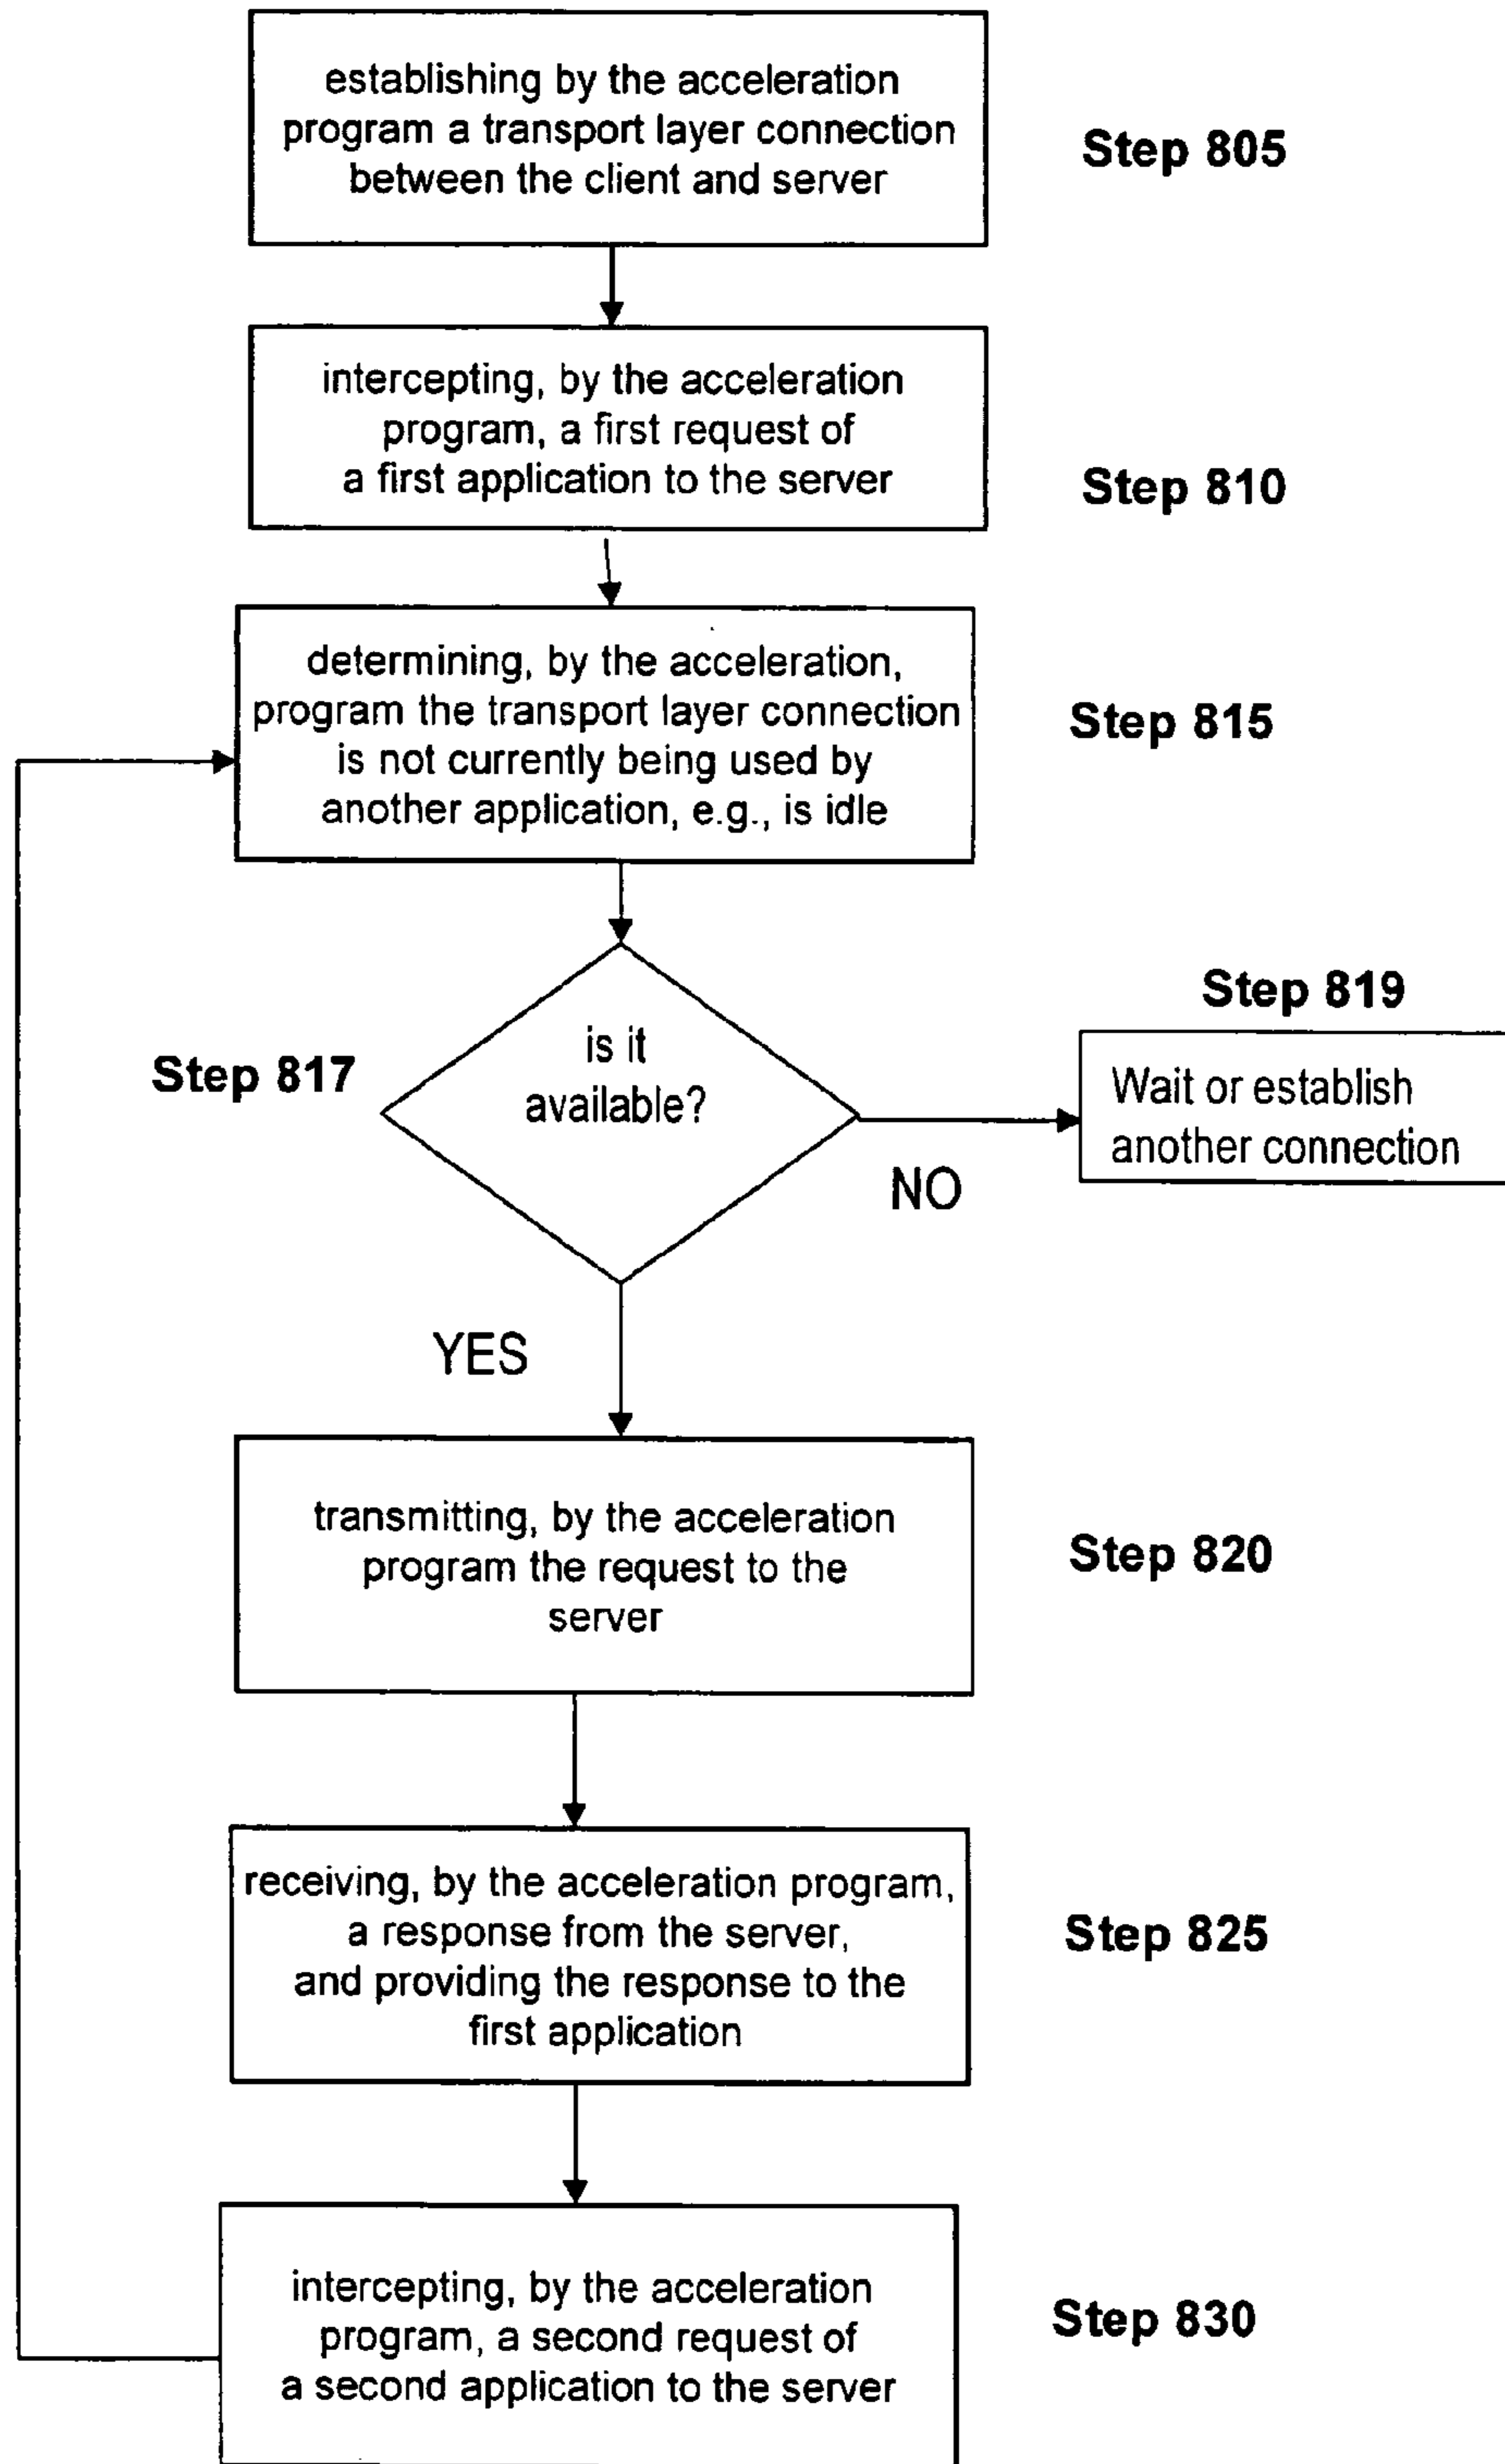 establishing by the acceleration
program a transport layer connection
between the client and server
Step 805
intercepting, by the acceleration
program, a first request of
a first application to the server
Step 810
determining, by the acceleration,
program the transport layer connection
is not currently being used by
another application, e.g., is idle
Step 815
Step 817
is it
available?
NO
Step 819
Wait or establish
another connection
YES
transmitting, by the acceleration
program the request to the
server
Step 820
receiving, by the acceleration program,
a response from the server,
and providing the response to the
first application
Step 825
intercepting, by the acceleration
program, a second request of
a second application to the server
Step 830